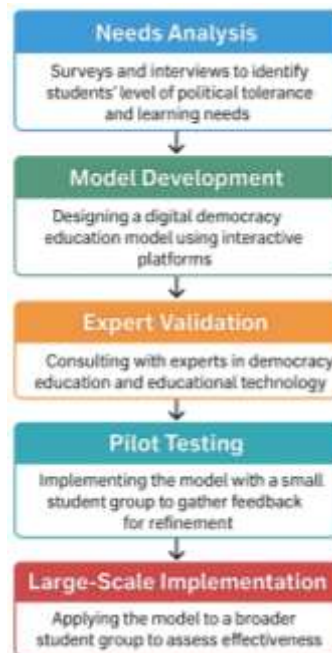 Needs Analysis
Surveys and interviews to identify
students' level of political tolerance
and learning needs
Model Development
Designing a digital democracy
education model using interactive
platforms
Expert Validation
Consulting with experts in democracy
education and educational technology
Pilot Testing
Implementing the model with a small
student group to gather feedback
for refinement
Large-Scale Implementation
Applying the model to a broader
student group to assess effectiveness